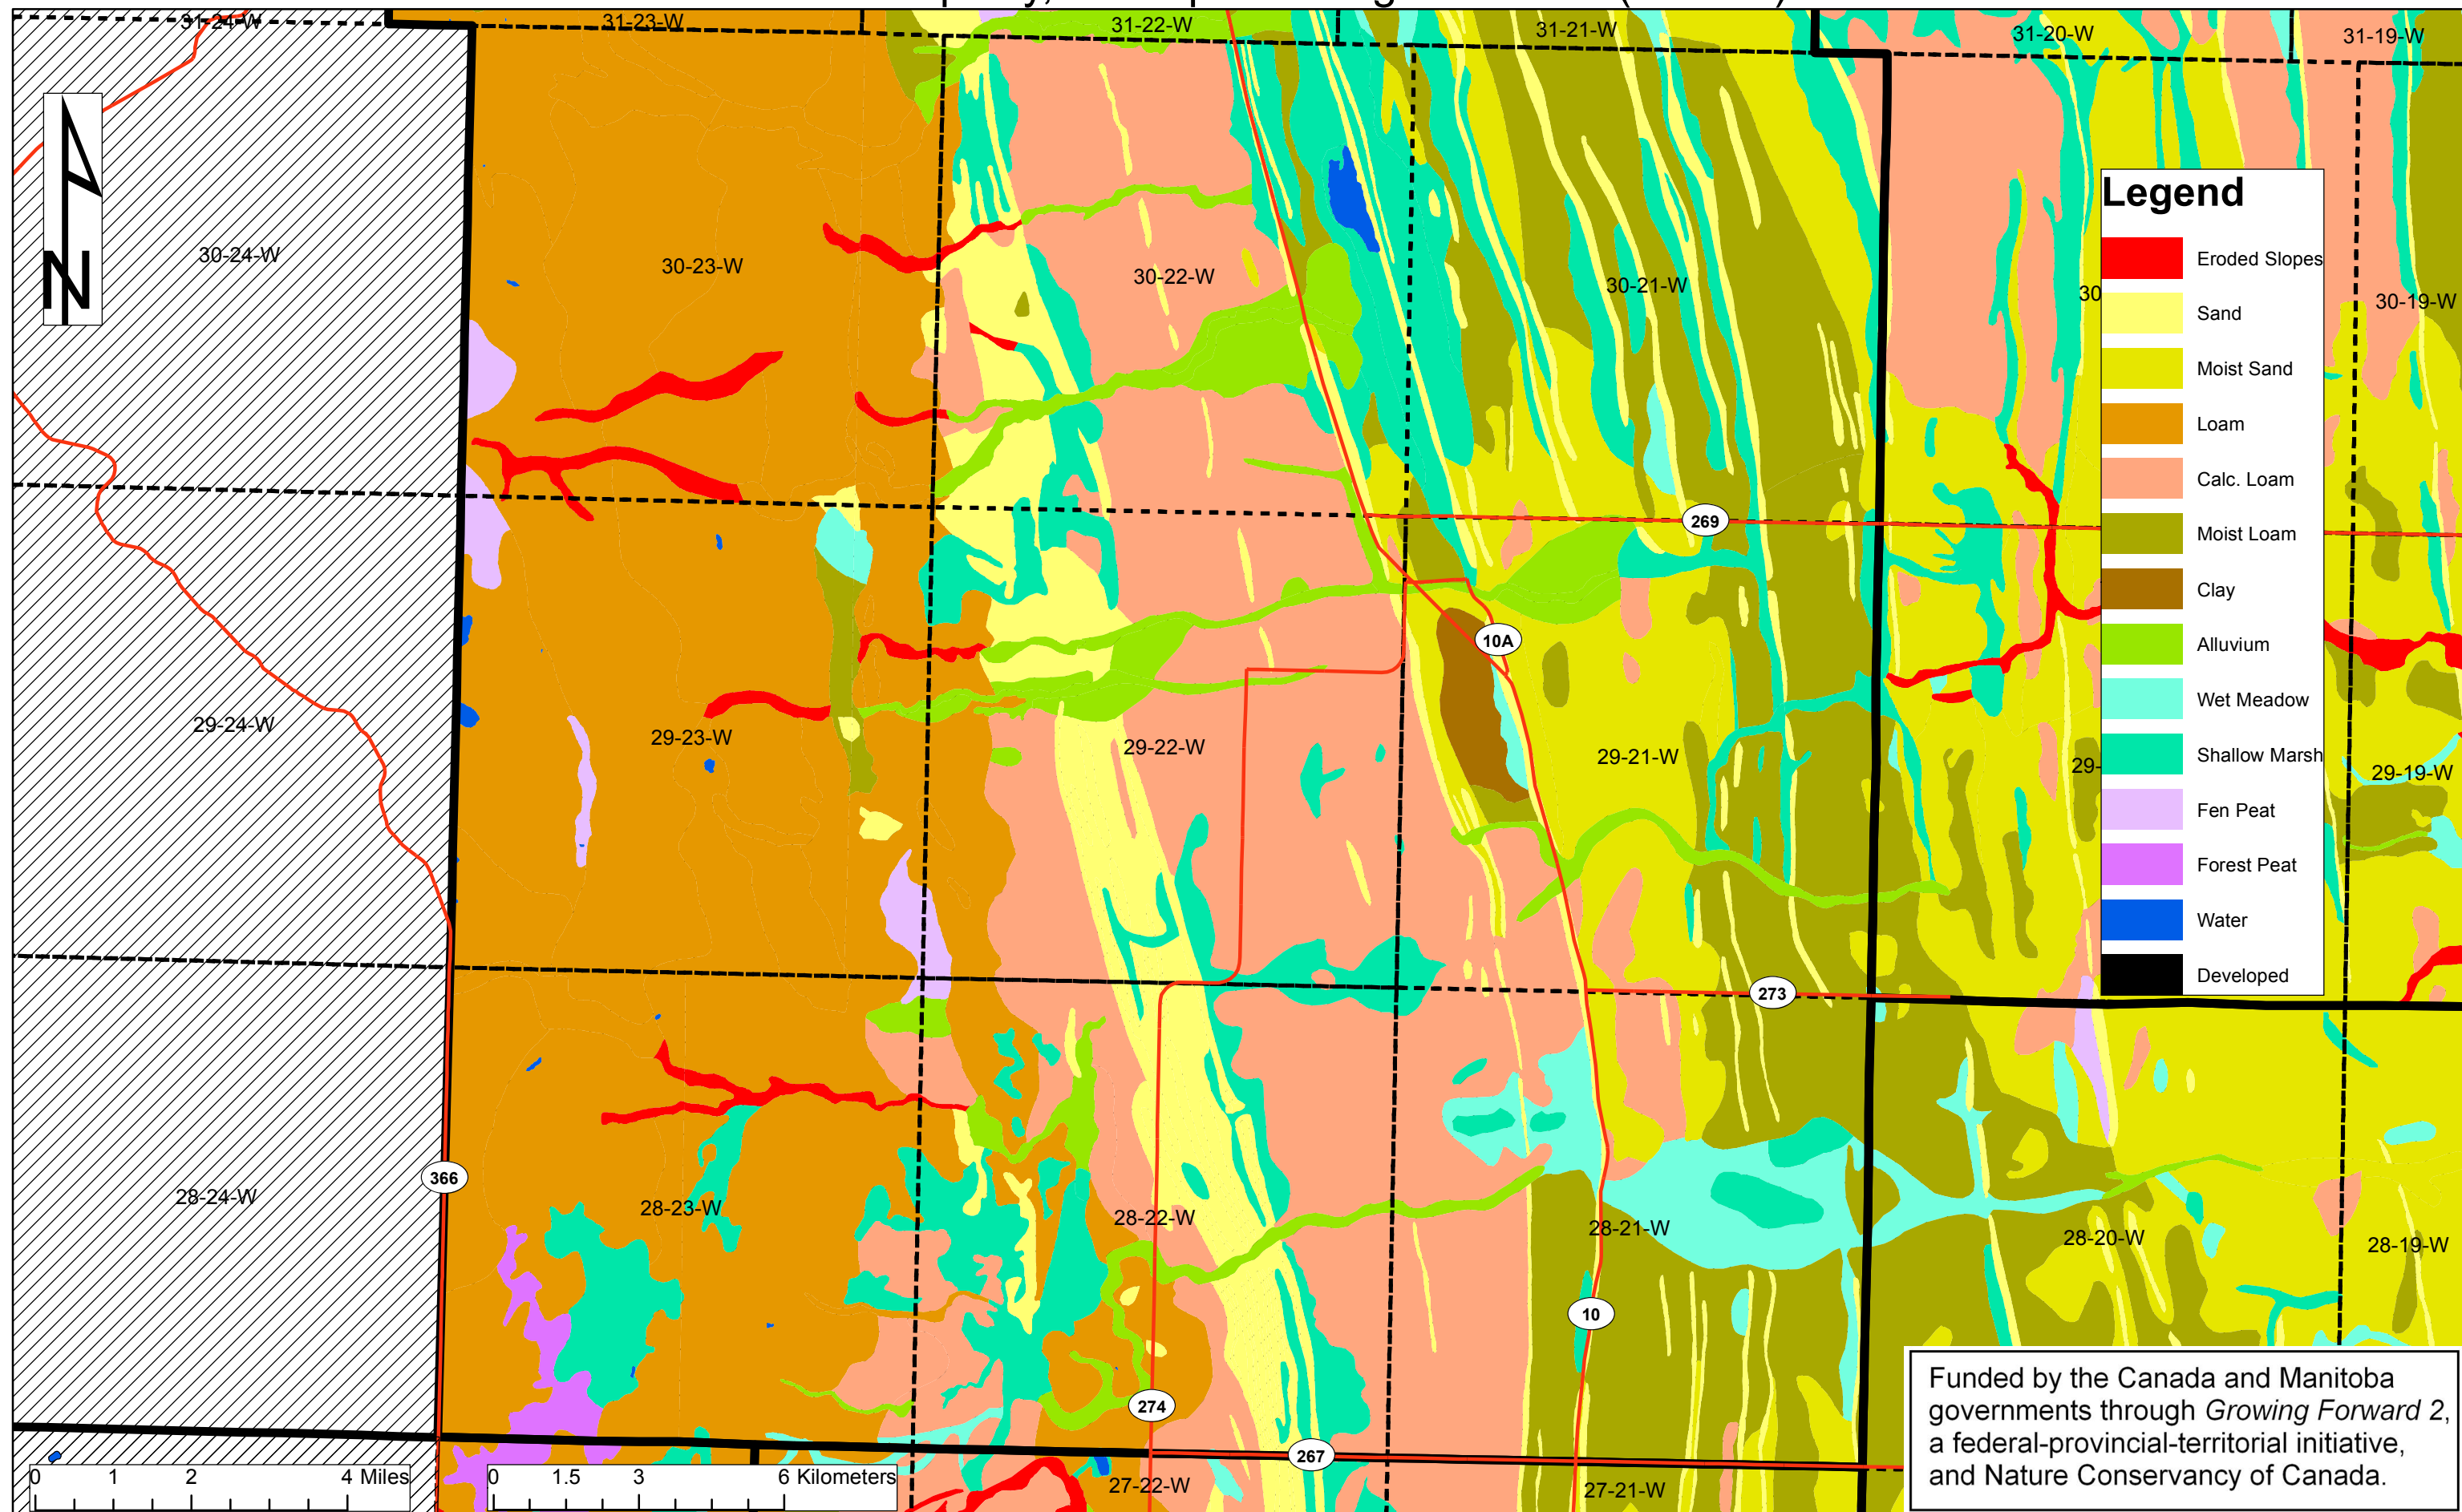 31-24-W
31-23-W
31-22-W
31-21-W
31-20-W
31-19-W
N
30-24-W
30-23-W
30-22-W
30-21-W
30
30-19-W
Legend
Eroded Slopes
Sand
Moist Sand
Loam
Calc. Loam
Moist Loam
Clay
Alluvium
Wet Meadow
Shallow Marsh
Fen Peat
Forest Peat
Water
Developed
269
10A
29-24-W
29-23-W
29-22-W
29-21-W
29-
29-19-W
273
366
28-24-W
28-23-W
28-22-W
28-21-W
28-20-W
28-19-W
10
274
267
27-22-W
27-21-W
0 1 2 4 Miles
0 1.5 3 6 Kilometers
Funded by the Canada and Manitoba
governments through Growing Forward 2,
a federal-provincial-territorial initiative,
and Nature Conservancy of Canada.